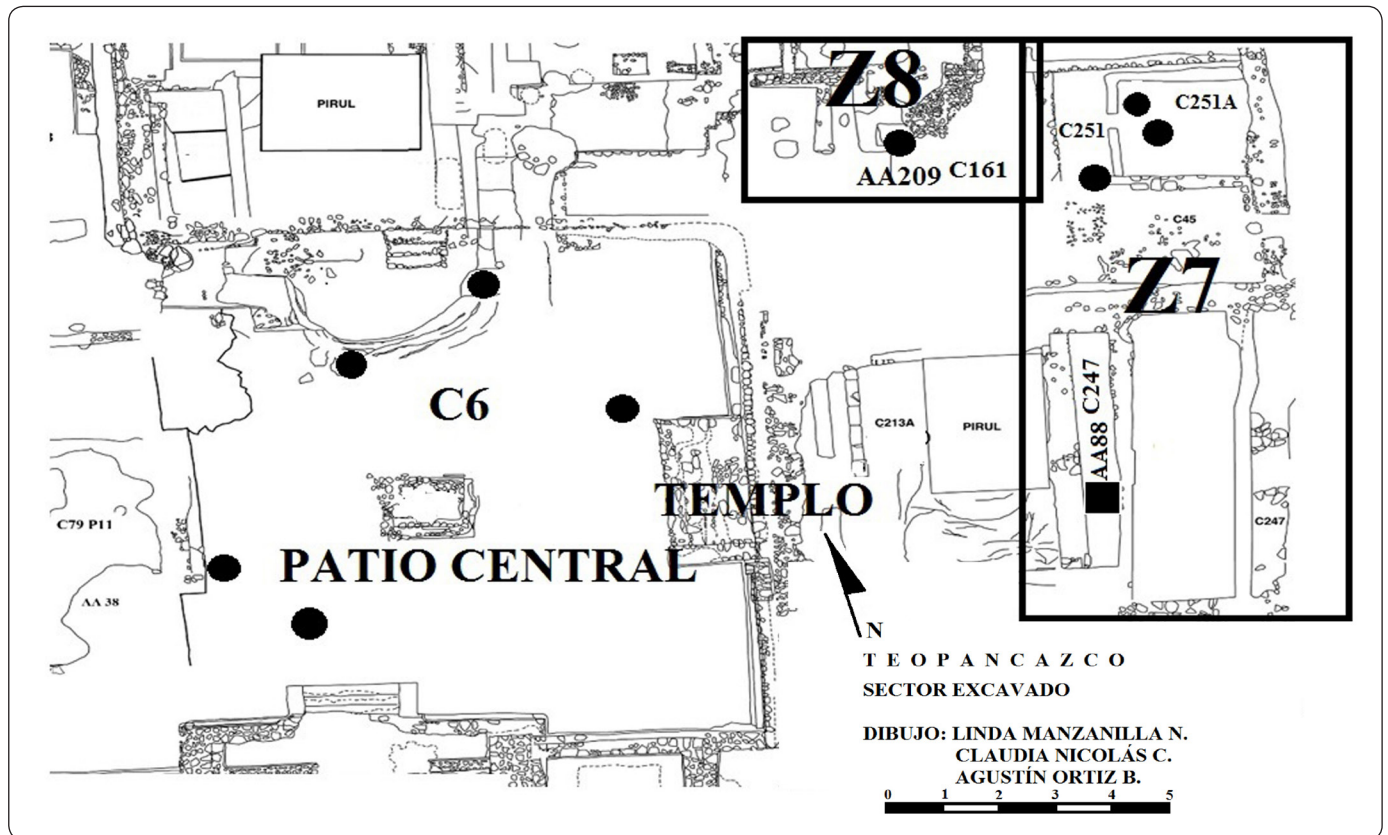 PIRUL
Z8
AA209 C161
C251A
C251
C45
Z7
C6
C247
AA88
C213A
PIRUL
C247
TEMPLO
C79 P11
PATIO CENTRAL
AA 38
N
TEOPANCAZCO
SECTOR EXCAVADO
DIBUJO: LINDA MANZANILLA N.
CLAUDIA NICOLÁS C.
AGUSTÍN ORTIZ B.
0 1 2 3 4 5